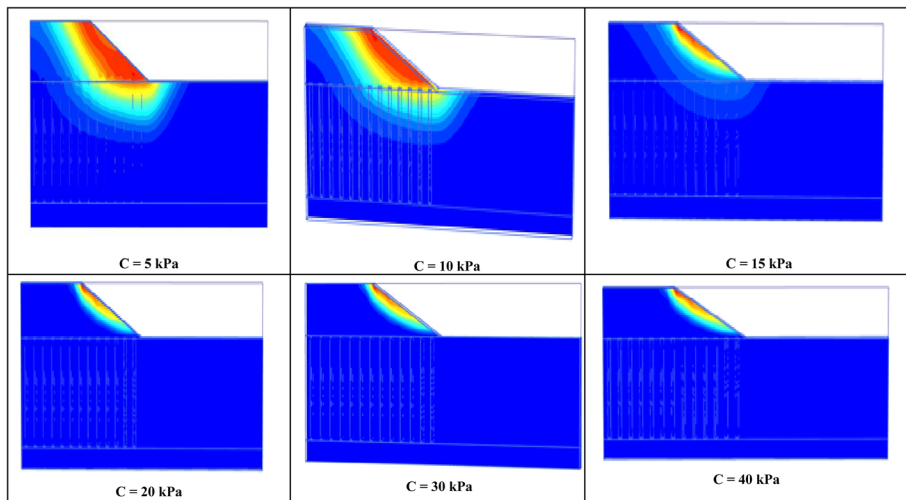 C = 5 kPa
C = 10 kPa
C = 15 kPa
C = 20 kPa
C = 30 kPa
C = 40 kPa